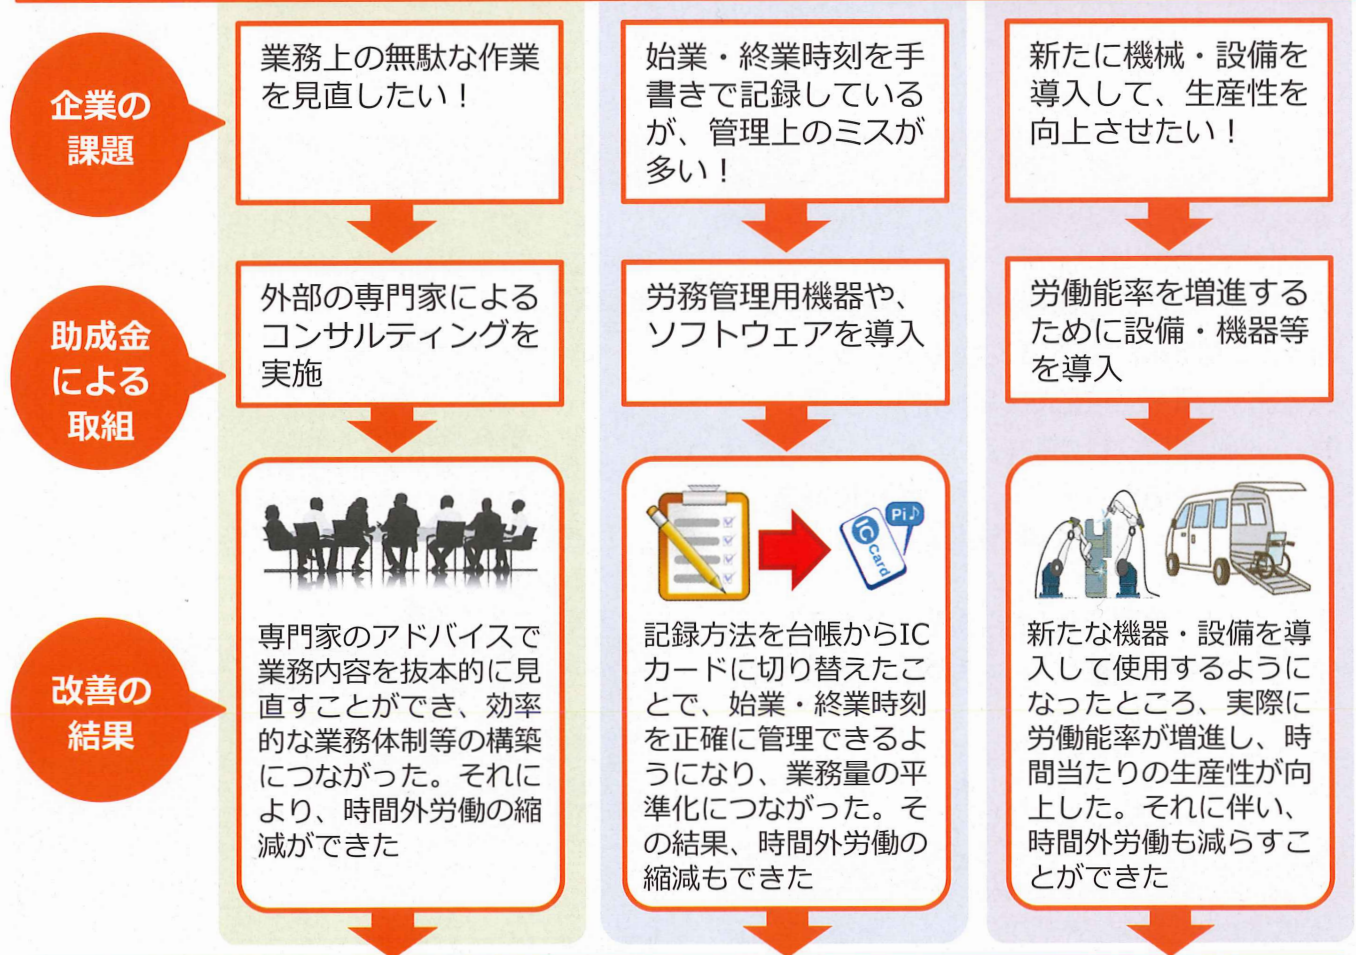 企業の
課題
業務上の無駄な作業
を見直したい！
始業・終業時刻を手
書きで記録している
が、管理上のミスが
多い！
新たに機械・設備を
導入して、生産性を
向上させたい！
助成金
による
取組
外部の専門家による
コンサルティングを
実施
労務管理用機器や、
ソフトウェアを導入
労働能率を増進する
ために設備・機器等
を導入
改善の
結果
専門家のアドバイスで
業務内容を抜本的に見
直すことができ、効率
的な業務体制等の構築
につながった。それに
より、時間外労働の縮
減ができた
IC
Card
Pi♪
記録方法を台帳からIC
カードに切り替えたこ
とで、始業・終業時刻
を正確に管理できるよ
うになり、業務量の平
準化につながった。そ
の結果、時間外労働の
縮減もできた
新たな機器・設備を導
入して使用するように
なったところ、実際に
労働能率が増進し、時
間当たりの生産性が向
上した。それに伴い、
時間外労働も減らすこ
とができた